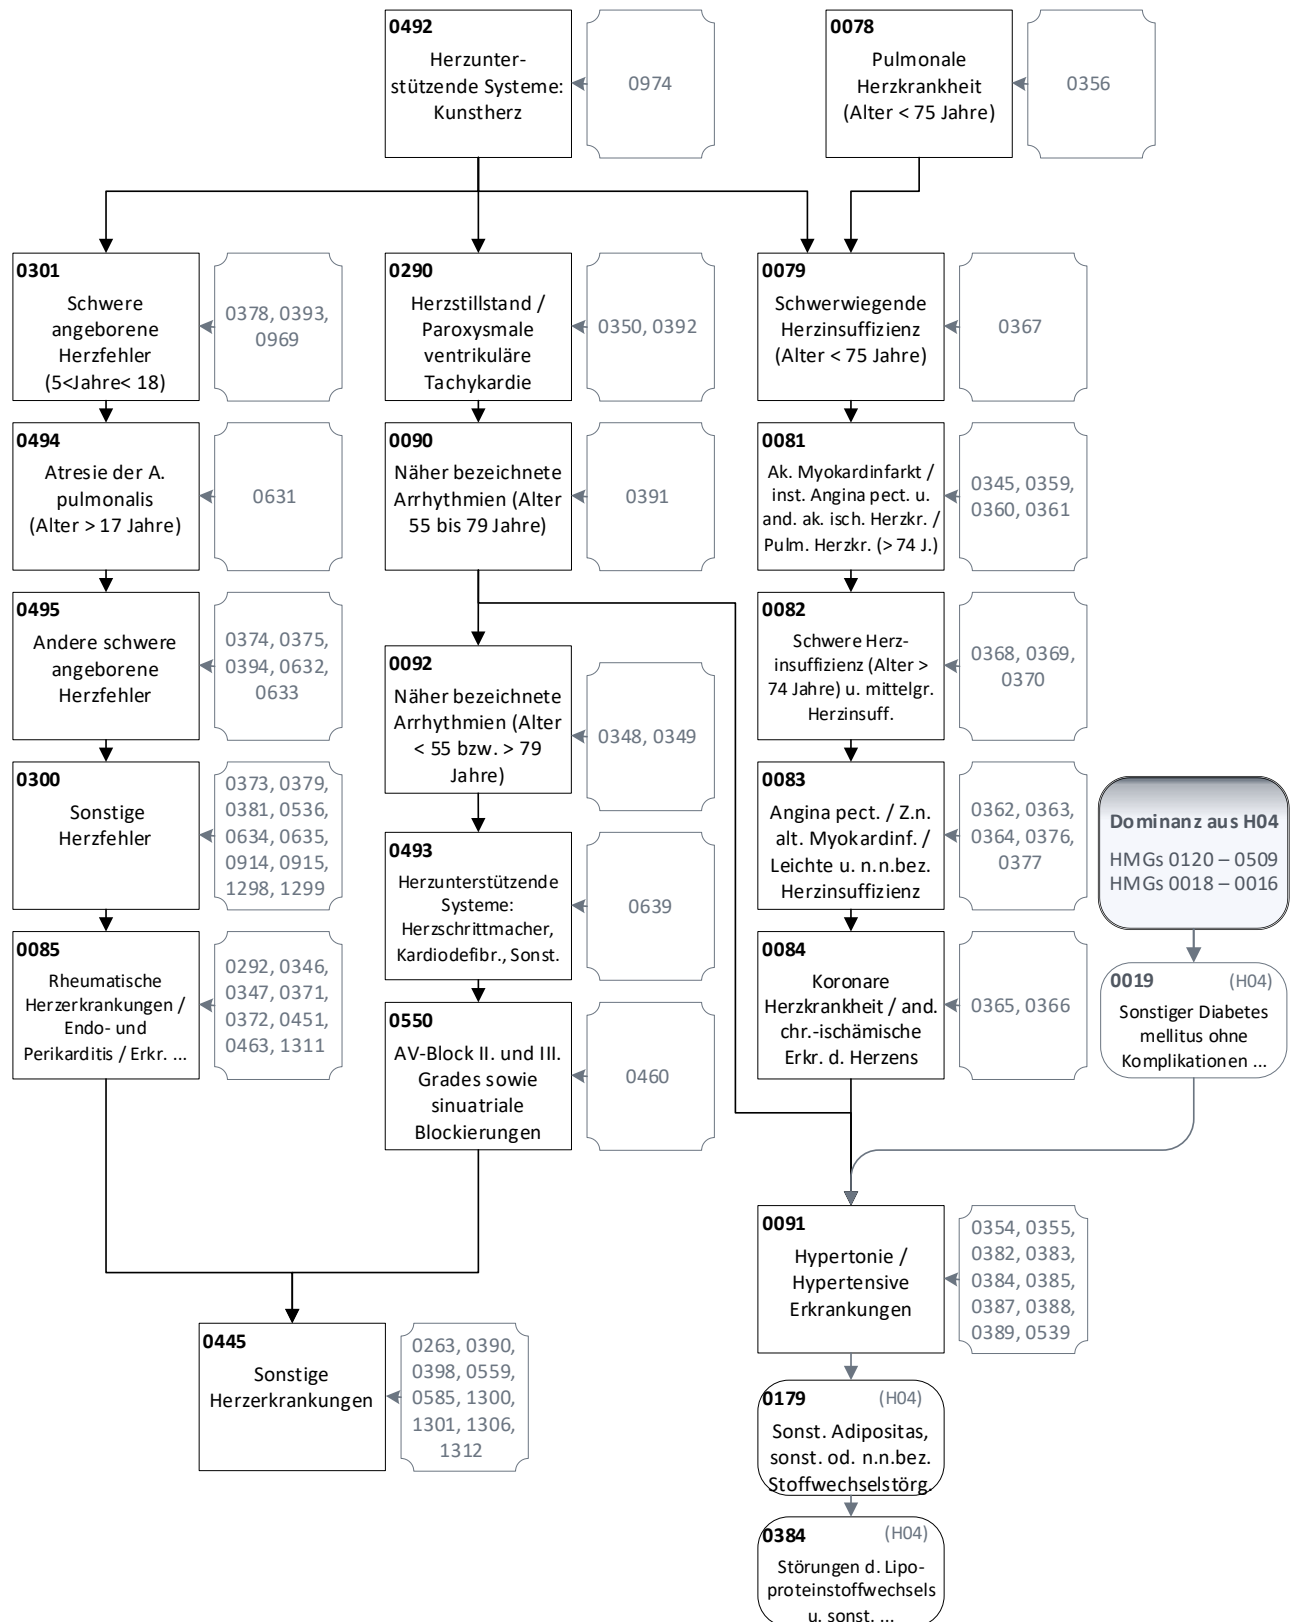 0492
Herzunter-
stützende Systeme:
Kunstherz
0974
0078
Pulmonale
Herzkrankheit
(Alter < 75 Jahre)
0356
0301
Schwere
angeborene
Herzfehler
(5<Jahre< 18)
0378, 0393,
0969
0290
Herzstillstand /
Paroxysmale
ventrikuläre
Tachykardie
0350, 0392
0079
Schwerwiegende
Herzinsuffizienz
(Alter < 75 Jahre)
0367
0494
Atresie der A.
pulmonalis
(Alter > 17 Jahre)
0631
0090
Näher bezeichnete
Arrhythmien (Alter
55 bis 79 Jahre)
0391
0081
Ak. Myokardinfarkt /
inst. Angina pect. u.
and. ak. isch. Herzkr. /
Pulm. Herzkr. (> 74 J.)
0345, 0359,
0360, 0361
0495
Andere schwere
angeborene
Herzfehler
0374, 0375,
0394, 0632,
0633
0092
Näher bezeichnete
Arrhythmien (Alter
< 55 bzw. > 79
Jahre)
0348, 0349
0082
Schwere Herz-
insuffizienz (Alter >
74 Jahre) u. mittelgr.
Herzinsuff.
0368, 0369,
0370
0300
Sonstige
Herzfehler
0373, 0379,
0381, 0536,
0634, 0635,
0914, 0915,
1298, 1299
0493
Herzunterstützende
Systeme:
Herzschrittmacher,
Kardiodefibr., Sonst.
0639
0083
Angina pect. / Z.n.
alt. Myokardinf. /
Leichte u. n.n.bez.
Herzinsuffizienz
0362, 0363,
0364, 0376,
0377
Dominanz aus H04
HMGs 0120 – 0509
HMGs 0018 – 0016
0085
Rheumatische
Herzerkrankungen /
Endo- und
Perikarditis / Erkr. ...
0292, 0346,
0347, 0371,
0372, 0451,
0463, 1311
0550
AV-Block II. und III.
Grades sowie
sinuatriale
Blockierungen
0460
0084
Koronare
Herzkrankheit / and.
chr.-ischämische
Erkr. d. Herzens
0365, 0366
0019 (H04)
Sonstiger Diabetes
mellitus ohne
Komplikationen ...
0091
Hypertonie /
Hypertensive
Erkrankungen
0354, 0355,
0382, 0383,
0384, 0385,
0387, 0388,
0389, 0539
0445
Sonstige
Herzerkrankungen
0263, 0390,
0398, 0559,
0585, 1300,
1301, 1306,
1312
0179 (H04)
Sonst. Adipositas,
sonst. od. n.n.bez.
Stoffwechselstörg.
0384 (H04)
Störungen d. Lipo-
proteinstoffwechsels
u. sonst. ...